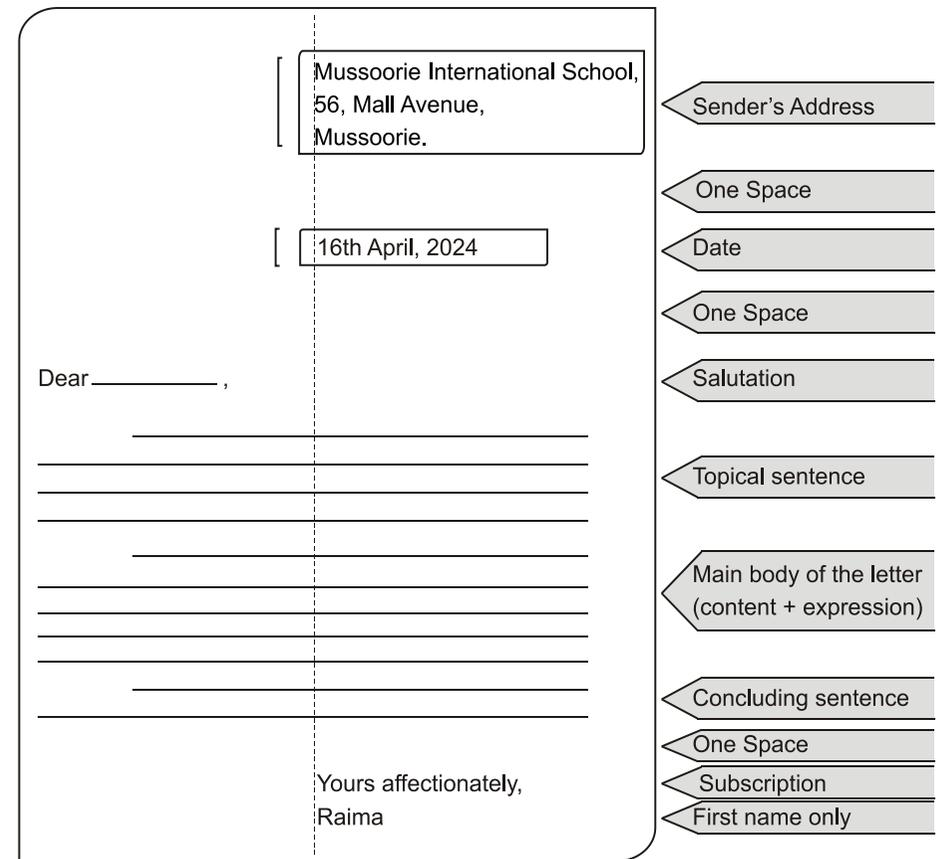 Mussoorie International School,
56, Mall Avenue,
Mussoorie.
Sender's Address
One Space
16th April, 2024
Date
One Space
Dear__________ ,
Salutation
Topical sentence
Main body of the letter
(content + expression)
Concluding sentence
One Space
Yours affectionately,
Subscription
Raima
First name only